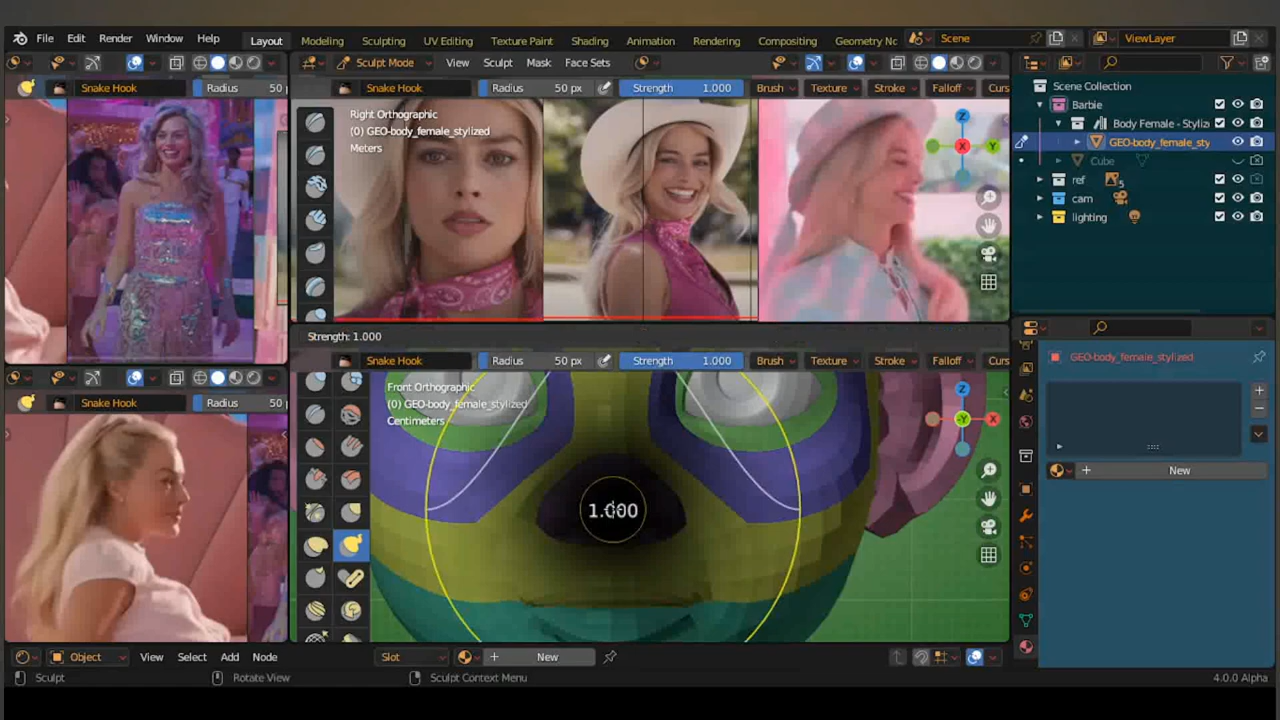 File Edit Render Window Help Layout Modeling Sculpting UV Editing Texture Paint Shading Animation Rendering Compositing Geometry Nc Scene ViewLayer
Sculpt Mode View Sculpt Mask Face Sets
Snake Hook Radius 50 px
Snake Hook Radius 50 px Strength 1.000 Brush Texture Stroke Falloff Curs
Right Orthographic
(0) GEO-body_female_stylized
Meters
Z
X
Y
Scene Collection
Barbie
Body Female - Styliz
GEO-body_female_sty
Cube
ref 5
cam
lighting
Strength: 1.000
Snake Hook Radius 50 px Strength 1.000 Brush Texture Stroke Falloff Curs
Front Orthographic
(0) GEO-body_female_stylized
Centimeters
Z
-Y
X
1.000
Snake Hook Radius 50 px
GEO-body_female_stylized
New
Object View Select Add Node Slot New
Sculpt Rotate View Sculpt Context Menu 4.0.0 Alpha